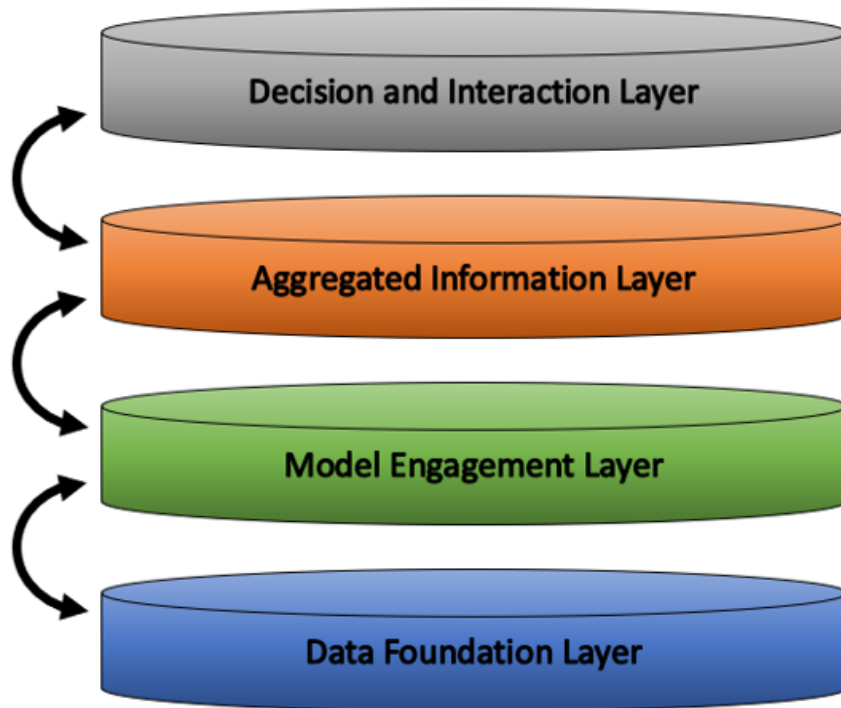 Decision and Interaction Layer
Aggregated Information Layer
Model Engagement Layer
Data Foundation Layer